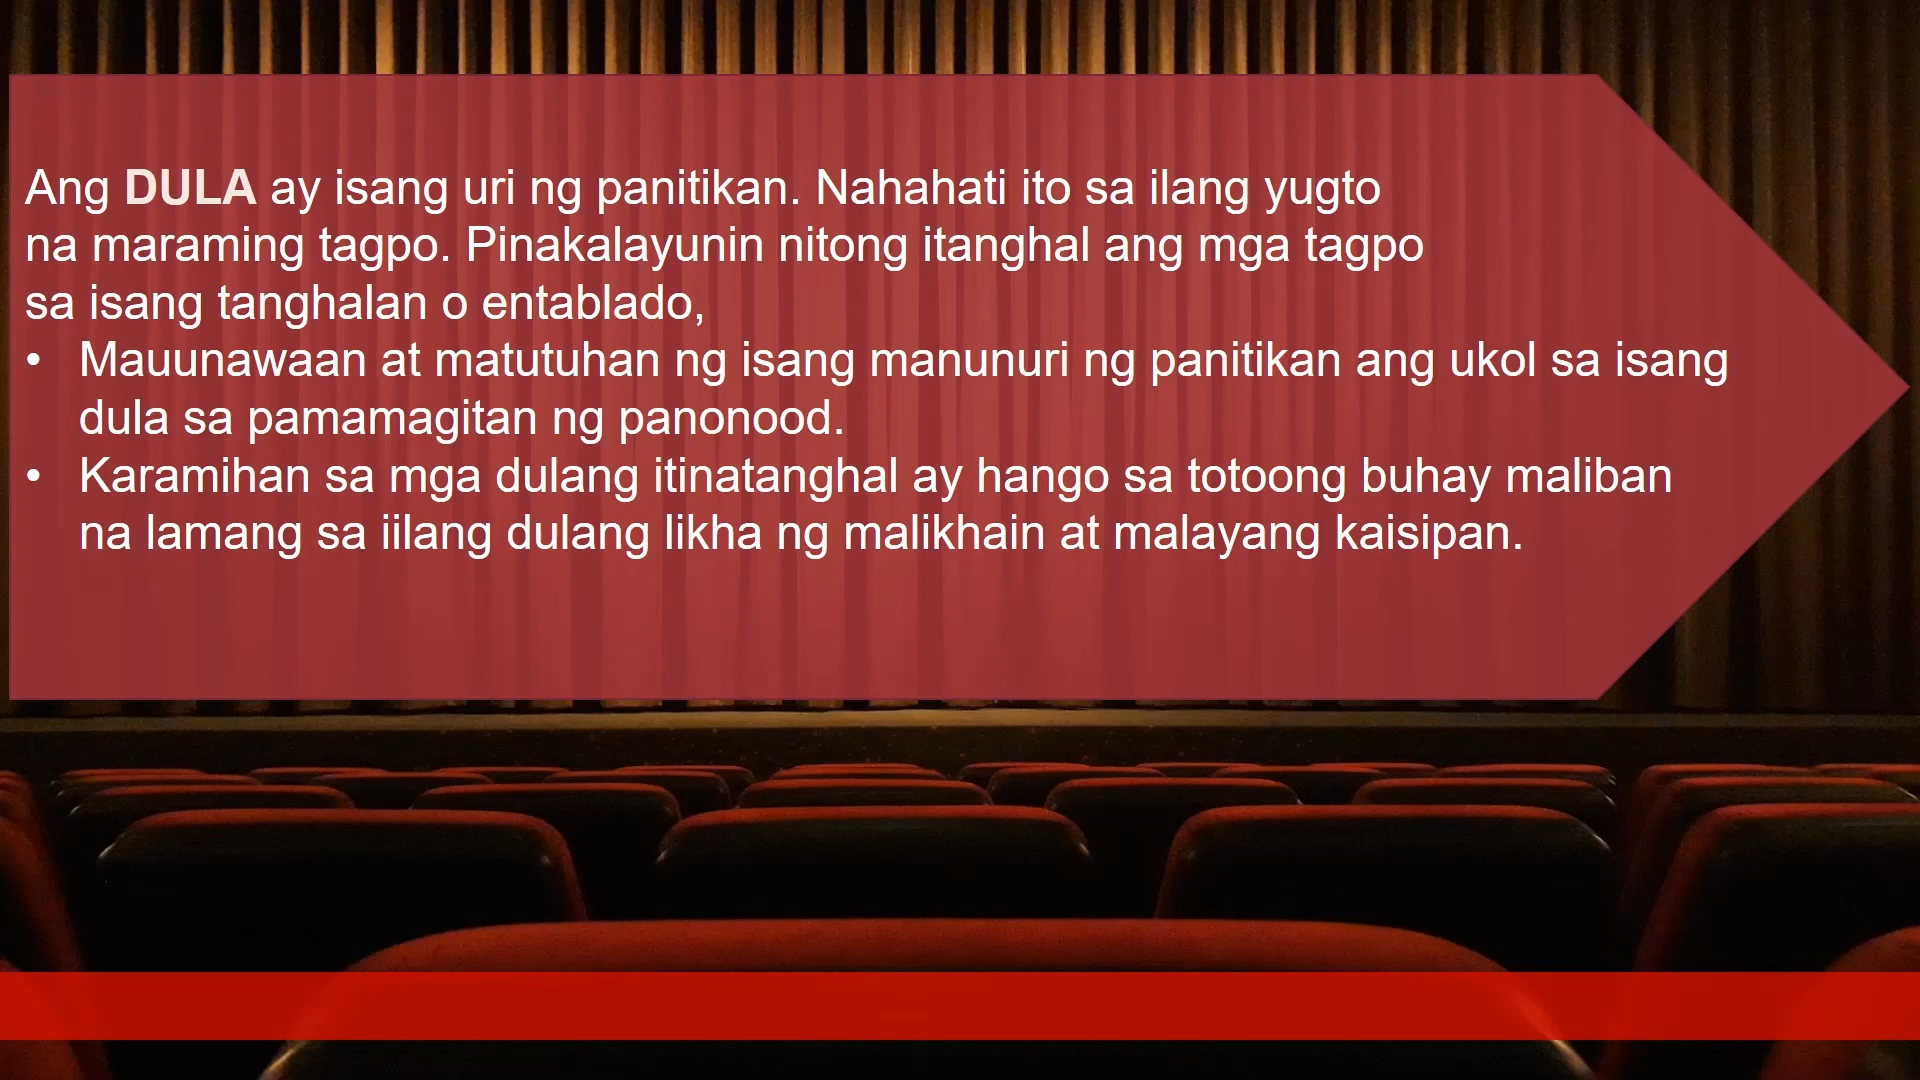 Ang DULA ay isang uri ng panitikan. Nahahati ito sa ilang yugto
na maraming tagpo. Pinakalayunin nitong itanghal ang mga tagpo
sa isang tanghalan o entablado,
• Mauunawaan at matutuhan ng isang manunuri ng panitikan ang ukol sa isang
dula sa pamamagitan ng panonood.
• Karamihan sa mga dulang itinatanghal ay hango sa totoong buhay maliban
na lamang sa iilang dulang likha ng malikhain at malayang kaisipan.